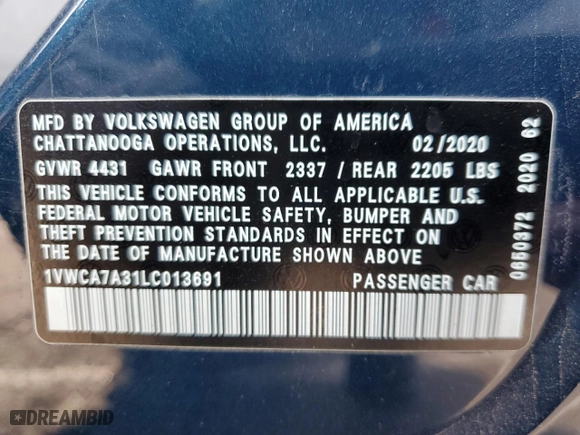 MFD BY VOLKSWAGEN GROUP OF AMERICA
CHATTANOOGA OPERATIONS, LLC. 02/2020
GVWR 4431 GAWR FRONT 2337 / REAR 2205 LBS
THIS VEHICLE CONFORMS TO ALL APPLICABLE U.S.
FEDERAL MOTOR VEHICLE SAFETY, BUMPER AND
THEFT PREVENTION STANDARDS IN EFFECT ON
THE DATE OF MANUFACTURE SHOWN ABOVE
1VWCA7A31LC013691 PASSENGER CAR
0650372 2020 62
DREAMBID